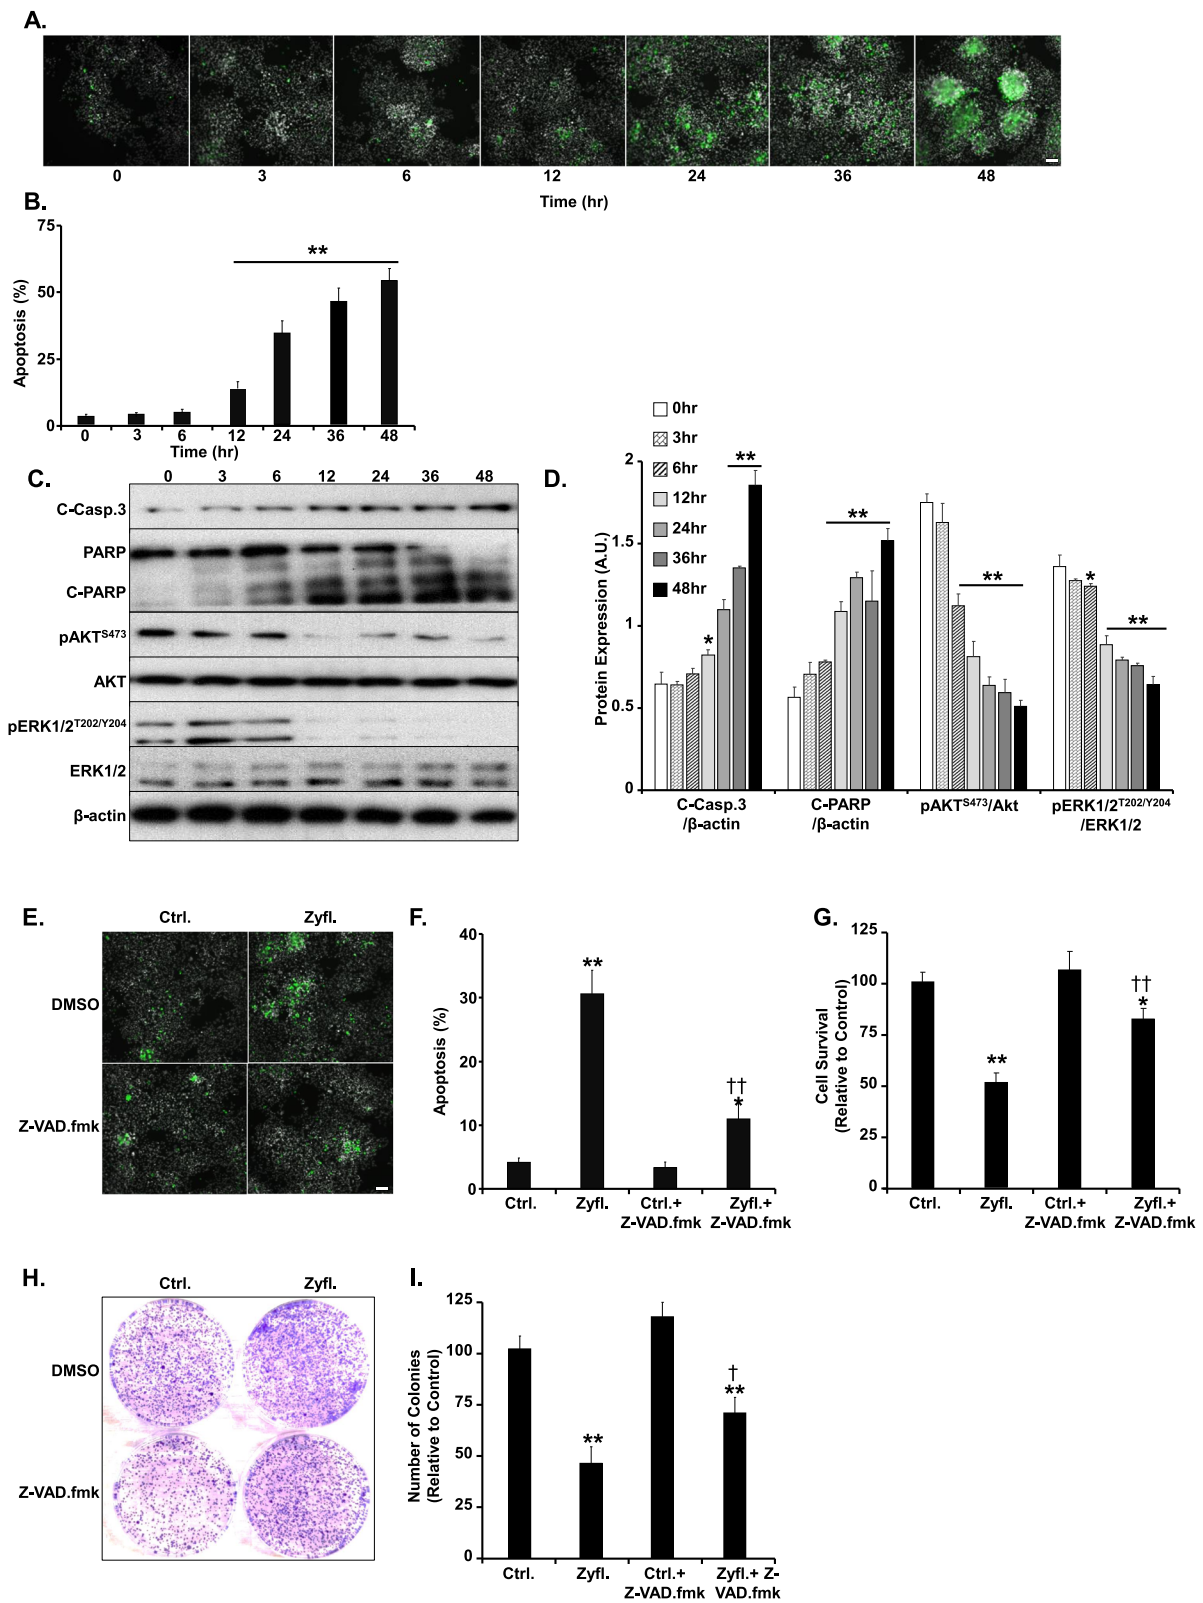 A.
0 3 6 12 24 36 48
Time (hr)
B.
Apoptosis (%)
75
50
25
0
**
0 3 6 12 24 36 48
Time (hr)
C.
0 3 6 12 24 36 48
C-Casp.3
PARP
C-PARP
pAKTS473
AKT
pERK1/2T202/Y204
ERK1/2
β-actin
D.
Protein Expression (A.U.)
2
1.5
1
0.5
0
0hr
3hr
6hr
12hr
24hr
36hr
48hr
* ** ** ** * **
C-Casp.3
/β-actin
C-PARP
/β-actin
pAKTS473/Akt
pERK1/2T202/Y204
/ERK1/2
E.
Ctrl. Zyfl.
DMSO
Z-VAD.fmk
F.
Apoptosis (%)
40
30
20
10
0
**
††
*
Ctrl. Zyfl. Ctrl.+ Zyfl.+
Z-VAD.fmk Z-VAD.fmk
G.
Cell Survival
(Relative to Control)
125
100
75
50
25
0
**
††
*
Ctrl. Zyfl. Ctrl.+ Zyfl.+
Z-VAD.fmk Z-VAD.fmk
H.
Ctrl. Zyfl.
DMSO
Z-VAD.fmk
I.
Number of Colonies
(Relative to Control)
125
100
75
50
25
0
**
†
**
Ctrl. Zyfl. Ctrl.+ Zyfl.+ Z-
Z-VAD.fmk VAD.fmk